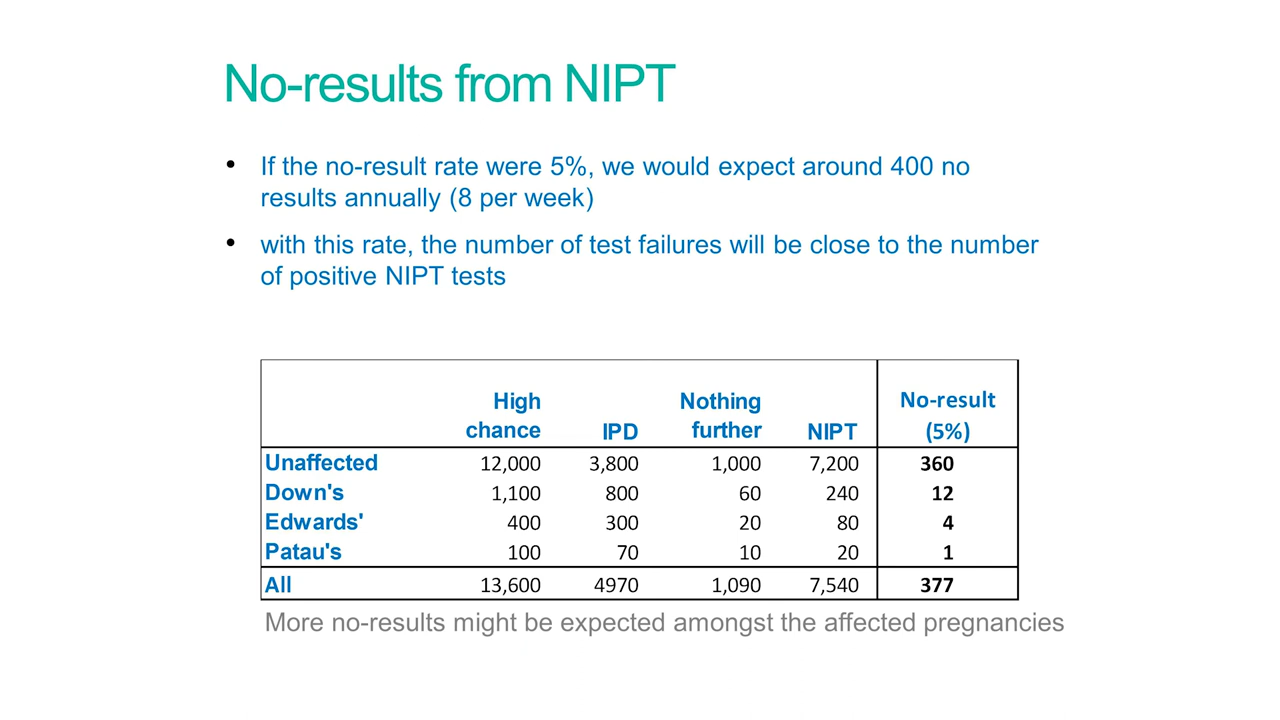 No-results from NIPT
• If the no-result rate were 5%, we would expect around 400 no
results annually (8 per week)
• with this rate, the number of test failures will be close to the number
of positive NIPT tests
High chance IPD Nothing further NIPT No-result (5%)
Unaffected 12,000 3,800 1,000 7,200 360
Down's 1,100 800 60 240 12
Edwards' 400 300 20 80 4
Patau's 100 70 10 20 1
All 13,600 4970 1,090 7,540 377
More no-results might be expected amongst the affected pregnancies